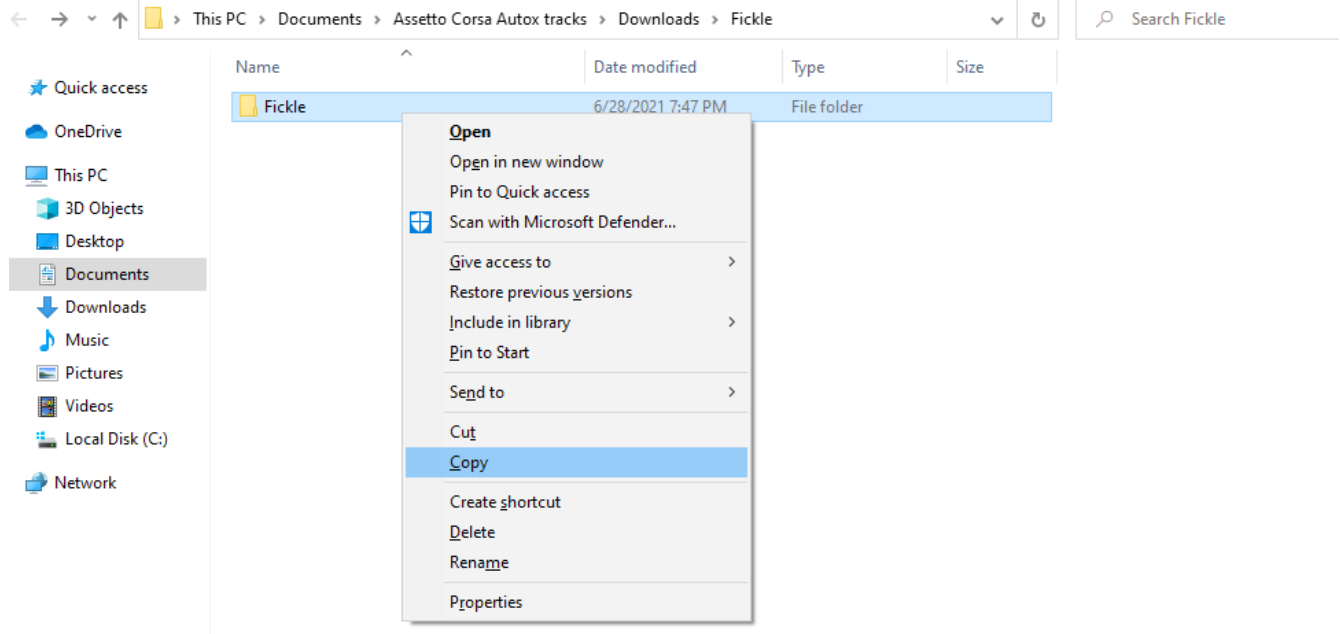 This PC > Documents > Assetto Corsa Autox tracks > Downloads > Fickle
Search Fickle
Name Date modified Type Size
Quick access
OneDrive
This PC
3D Objects
Desktop
Documents
Downloads
Music
Pictures
Videos
Local Disk (C:)
Network
Fickle 6/28/2021 7:47 PM File folder
Open
Open in new window
Pin to Quick access
Scan with Microsoft Defender...
Give access to
Restore previous versions
Include in library
Pin to Start
Send to
Cut
Copy
Create shortcut
Delete
Rename
Properties